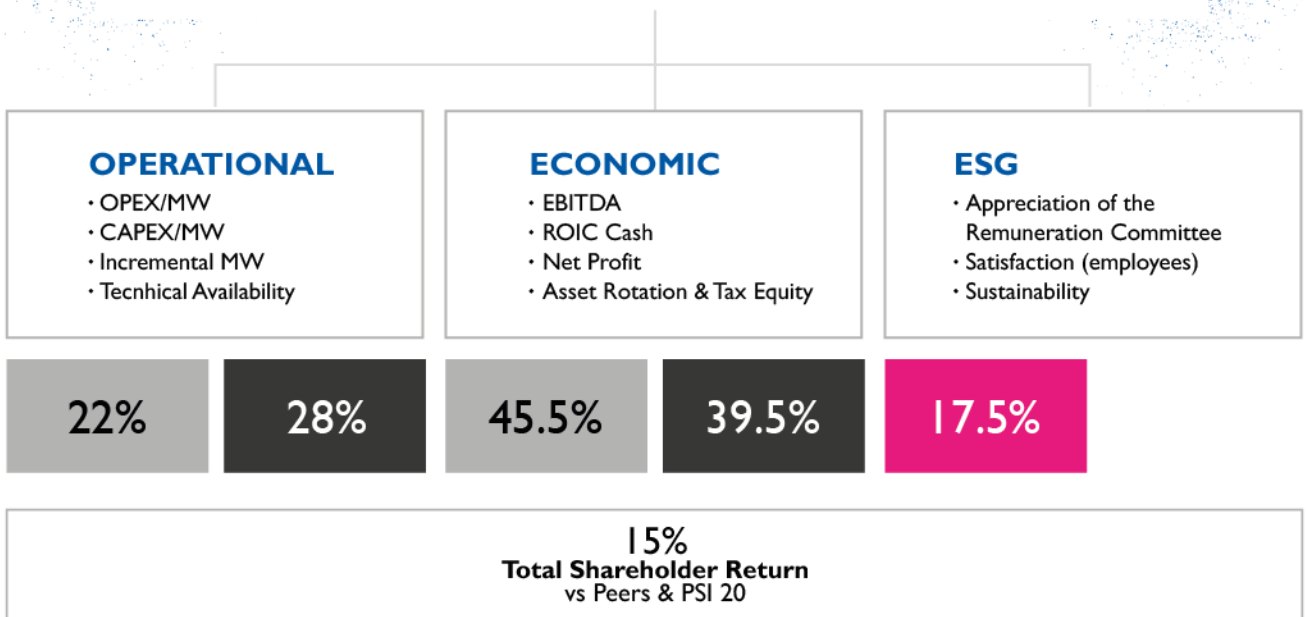 OPERATIONAL
· OPEX/MW
· CAPEX/MW
· Incremental MW
· Tecnhical Availability
ECONOMIC
· EBITDA
· ROIC Cash
· Net Profit
· Asset Rotation & Tax Equity
ESG
· Appreciation of the
Remuneration Committee
· Satisfaction (employees)
· Sustainability
22%
28%
45.5%
39.5%
17.5%
15%
Total Shareholder Return
vs Peers & PSI 20